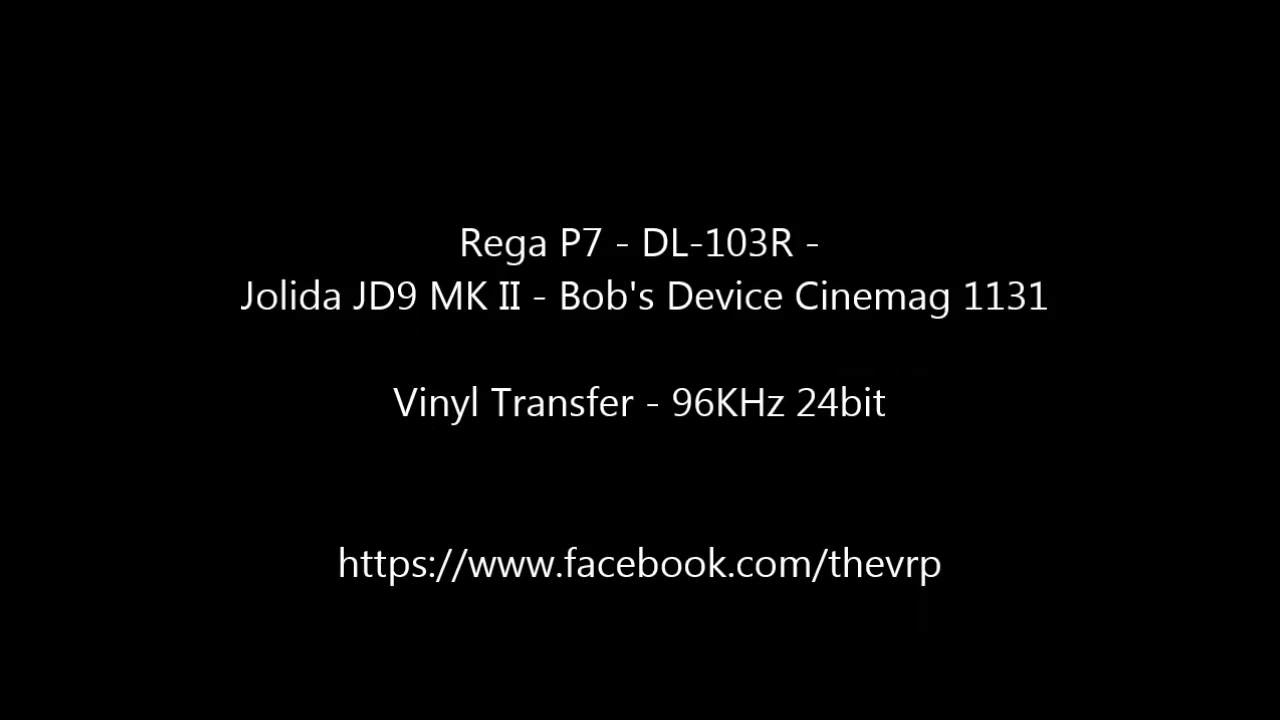 Rega P7 - DL-103R -
Jolida JD9 MK II - Bob's Device Cinemag 1131
Vinyl Transfer - 96KHz 24bit
https://www.facebook.com/thevrp